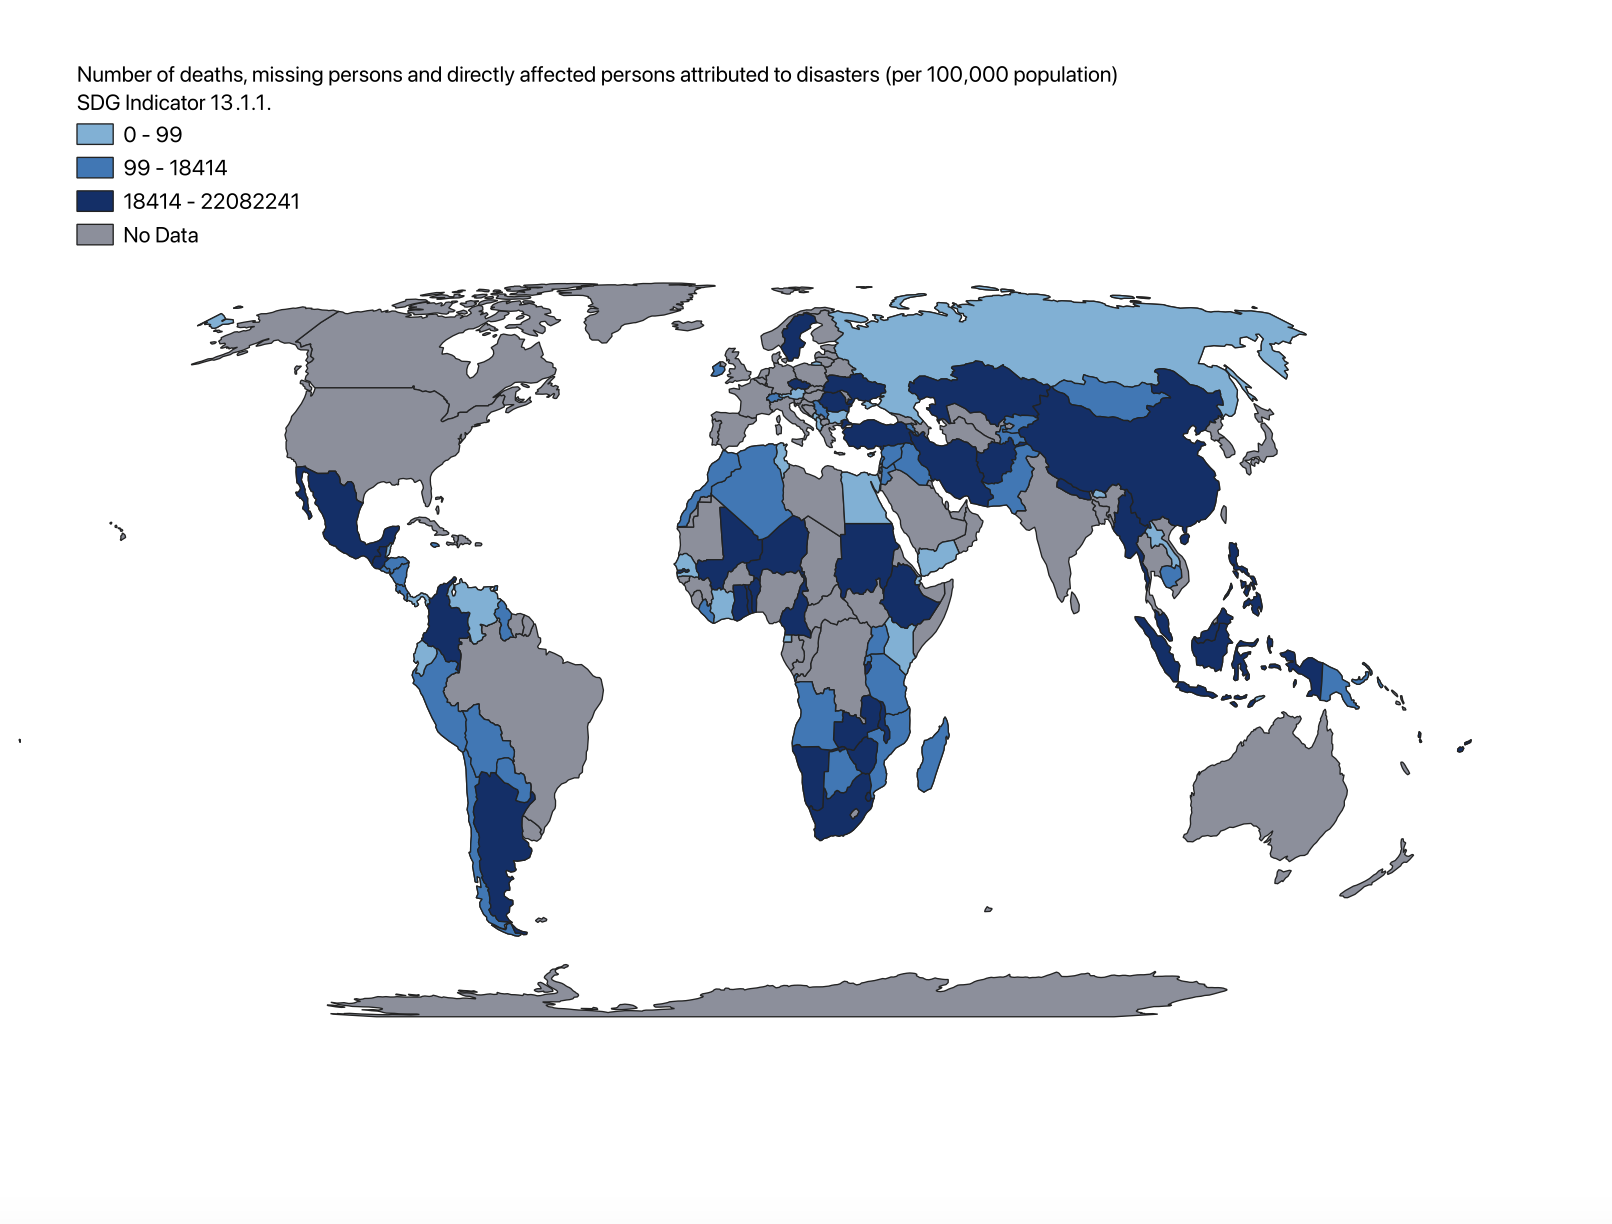 Number of deaths, missing persons and directly affected persons attributed to disasters (per 100,000 population)
SDG Indicator 13.1.1.
0 - 99
99 - 18414
18414 - 22082241
No Data